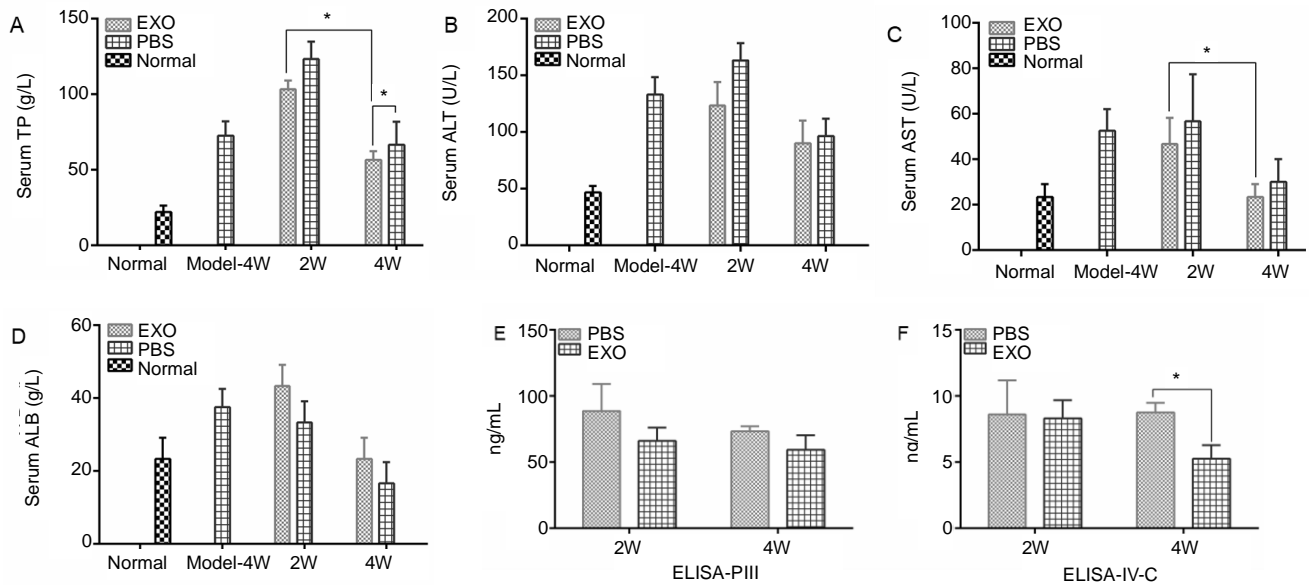 A
Serum TP (g/L)
150
100
50
0
EXO
PBS
Normal
*
*
Normal
Model-4W
2W
4W
B
Serum ALT (U/L)
200
150
100
50
0
EXO
PBS
Normal
Normal
Model-4W
2W
4W
C
Serum AST (U/L)
100
80
60
40
20
0
EXO
PBS
Normal
*
Normal
Model-4W
2W
4W
D
Serum ALB (g/L)
60
40
20
0
EXO
PBS
Normal
Normal
Model-4W
2W
4W
E
ng/mL
150
100
50
0
PBS
EXO
2W
4W
ELISA-PIII
F
nα/mL
15
10
5
0
PBS
EXO
*
2W
4W
ELISA-IV-C